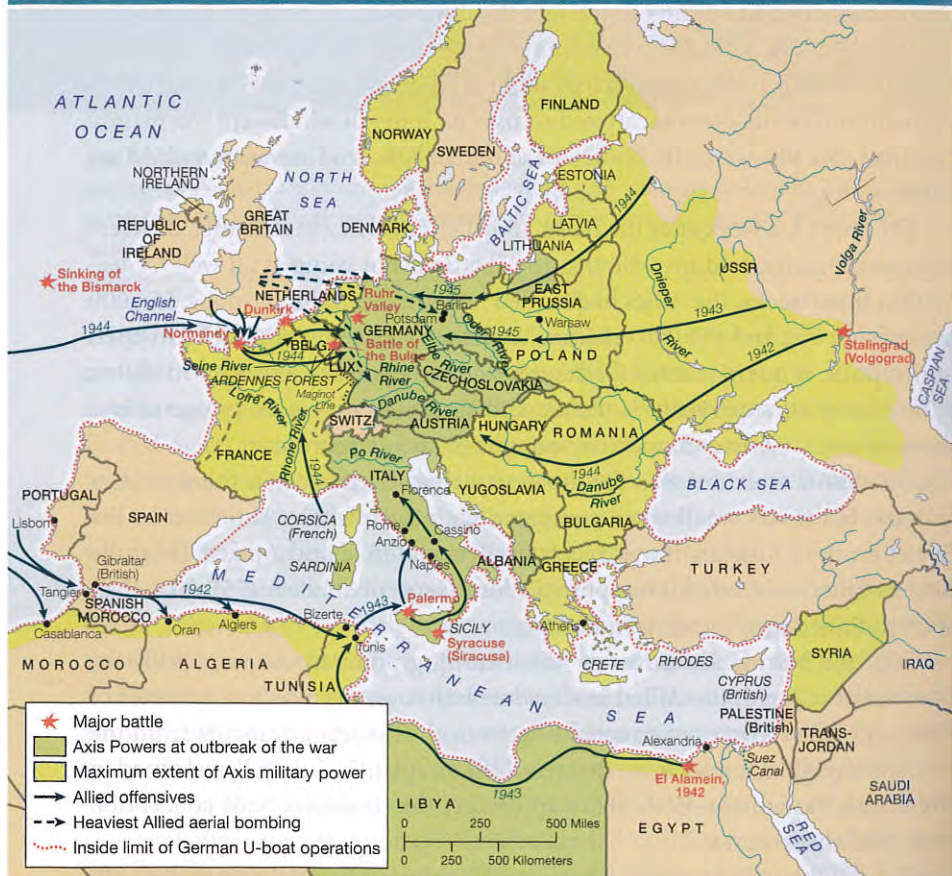 ATLANTIC
OCEAN
NORTHERN
IRELAND
REPUBLIC
OF
IRELAND
GREAT
BRITAIN
NORTH
SEA
NORWAY
SWEDEN
FINLAND
ESTONIA
BALTIC SEA
LATVIA
LITHUANIA
DENMARK
EAST
PRUSSIA
USSR
1944
Volga River
Dnieper
River
Sinking of
the Bismarck
English
Channel
1944
Normandy
Dunkirk
NETHERLANDS
Ruhr
Valley
1945
Berlin
Potsdam
GERMANY
Oder River
1945
Warsaw
POLAND
1943
1942
Stalingrad
(Volgograd)
CASPIAN
SEA
BELG.
Battle of
the Bulge
Elbe
River
LUX.
1944
Seine River
ARDENNES FOREST
Maginot
Line
Rhine
River
CZECHOSLOVAKIA
Loire River
Danube River
SWITZ.
AUSTRIA
HUNGARY
ROMANIA
FRANCE
Rhone River
1944
Po River
ITALY
Florence
YUGOSLAVIA
1944
Danube
River
BULGARIA
BLACK SEA
PORTUGAL
Lisbon
SPAIN
CORSICA
(French)
SARDINIA
Rome
Anzio
Cassino
Naples
ALBANIA
GREECE
TURKEY
Gibraltar
(British)
Tangier
SPANISH
MOROCCO
1942
MEDITERRANEAN SEA
Bizerte
Tunis
1943
Palermo
SICILY
Syracuse
(Siracusa)
Athens
CRETE
RHODES
CYPRUS
(British)
SYRIA
IRAQ
Casablanca
Oran
Algiers
MOROCCO
ALGERIA
TUNISIA
PALESTINE
(British)
TRANS-
JORDAN
Alexandria
Suez
Canal
El Alamein,
1942
1943
LIBYA
EGYPT
SAUDI
ARABIA
RED
SEA
Major battle
Axis Powers at outbreak of the war
Maximum extent of Axis military power
Allied offensives
Heaviest Allied aerial bombing
Inside limit of German U-boat operations
0 250 500 Miles
0 250 500 Kilometers